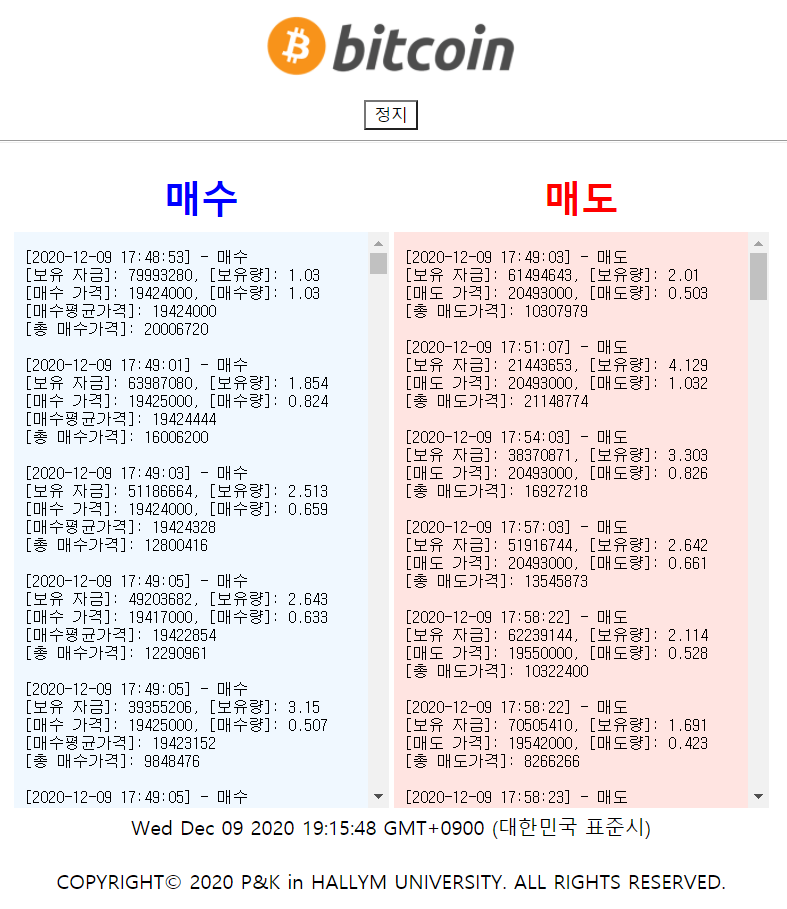 bitcoin
정지
매수
[2020-12-09 17:48:53] - 매수
[보유 자금]: 79993280, [보유량]: 1.03
[매수 가격]: 19424000, [매수량]: 1.03
[매수평균가격]: 19424000
[총 매수가격]: 20006720
[2020-12-09 17:49:01] - 매수
[보유 자금]: 63987080, [보유량]: 1.854
[매수 가격]: 19425000, [매수량]: 0.824
[매수평균가격]: 19424444
[총 매수가격]: 16006200
[2020-12-09 17:49:03] - 매수
[보유 자금]: 51186664, [보유량]: 2.513
[매수 가격]: 19424000, [매수량]: 0.659
[매수평균가격]: 19424328
[총 매수가격]: 12800416
[2020-12-09 17:49:05] - 매수
[보유 자금]: 49203682, [보유량]: 2.643
[매수 가격]: 19417000, [매수량]: 0.633
[매수평균가격]: 19422854
[총 매수가격]: 12290961
[2020-12-09 17:49:05] - 매수
[보유 자금]: 39355206, [보유량]: 3.15
[매수 가격]: 19425000, [매수량]: 0.507
[매수평균가격]: 19423152
[총 매수가격]: 9848476
[2020-12-09 17:49:05] - 매수
매도
[2020-12-09 17:49:03] - 매도
[보유 자금]: 61494643, [보유량]: 2.01
[매도 가격]: 20493000, [매도량]: 0.503
[총 매도가격]: 10307979
[2020-12-09 17:51:07] - 매도
[보유 자금]: 21443653, [보유량]: 4.129
[매도 가격]: 20493000, [매도량]: 1.032
[총 매도가격]: 21148774
[2020-12-09 17:54:03] - 매도
[보유 자금]: 38370871, [보유량]: 3.303
[매도 가격]: 20493000, [매도량]: 0.826
[총 매도가격]: 16927218
[2020-12-09 17:57:03] - 매도
[보유 자금]: 51916744, [보유량]: 2.642
[매도 가격]: 20493000, [매도량]: 0.661
[총 매도가격]: 13545873
[2020-12-09 17:58:22] - 매도
[보유 자금]: 62239144, [보유량]: 2.114
[매도 가격]: 19550000, [매도량]: 0.528
[총 매도가격]: 10322400
[2020-12-09 17:58:22] - 매도
[보유 자금]: 70505410, [보유량]: 1.691
[매도 가격]: 19542000, [매도량]: 0.423
[총 매도가격]: 8266266
[2020-12-09 17:58:23] - 매도
Wed Dec 09 2020 19:15:48 GMT+0900 (대한민국 표준시)
COPYRIGHT© 2020 P&K in HALLYM UNIVERSITY. ALL RIGHTS RESERVED.